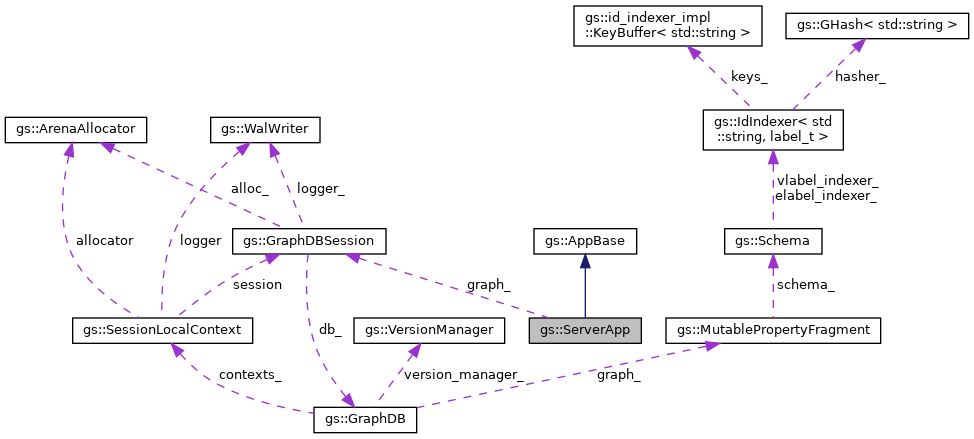 gs::id_indexer_impl
::KeyBuffer< std::string >
gs::GHash< std::string >
keys_
hasher_
gs::ArenaAllocator
gs::WalWriter
gs::IdIndexer< std
::string, label_t >
alloc_
logger_
vlabel_indexer_
elabel_indexer_
allocator
logger
gs::GraphDBSession
gs::AppBase
gs::Schema
session
graph_
schema_
gs::SessionLocalContext
db_
gs::VersionManager
gs::ServerApp
gs::MutablePropertyFragment
contexts_
version_manager_
graph_
gs::GraphDB